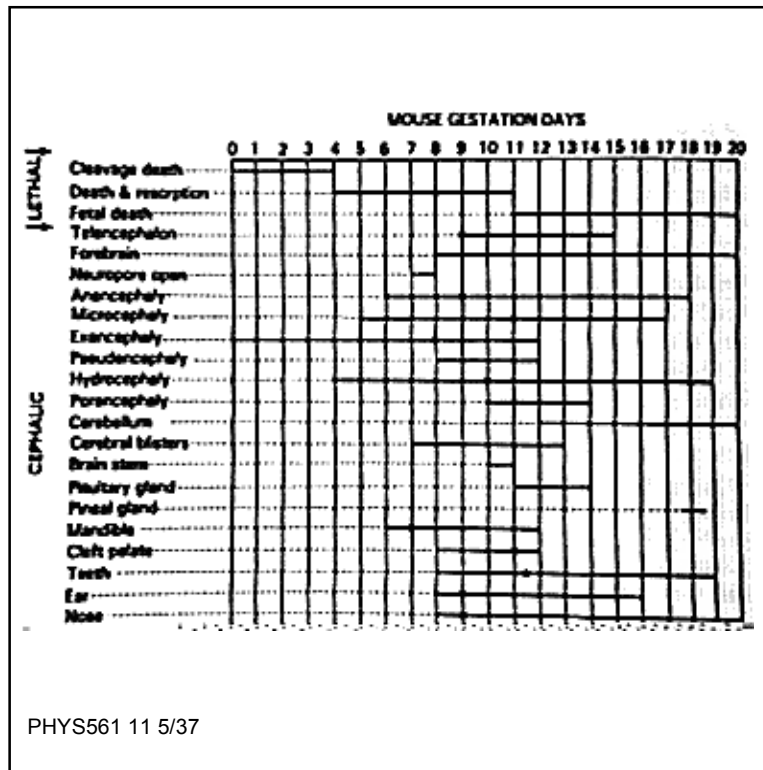 MOUSE GESTATION DAYS
0 1 2 3 4 5 6 7 8 9 10 11 12 13 14 15 16 17 18 19 20
LETHAL
Cleavage death
Death & resorption
Fetal death
CEPHALIC
Telencephalon
Forebrain
Neuropore open
Anencephaly
Microcephaly
Exencephaly
Pseudencephaly
Hydrocephaly
Porencephaly
Cerebellum
Cerebral blisters
Brain stem
Pituitary gland
Pineal gland
Mandible
Cleft palate
Teeth
Ear
Nose
PHYS561 11 5/37